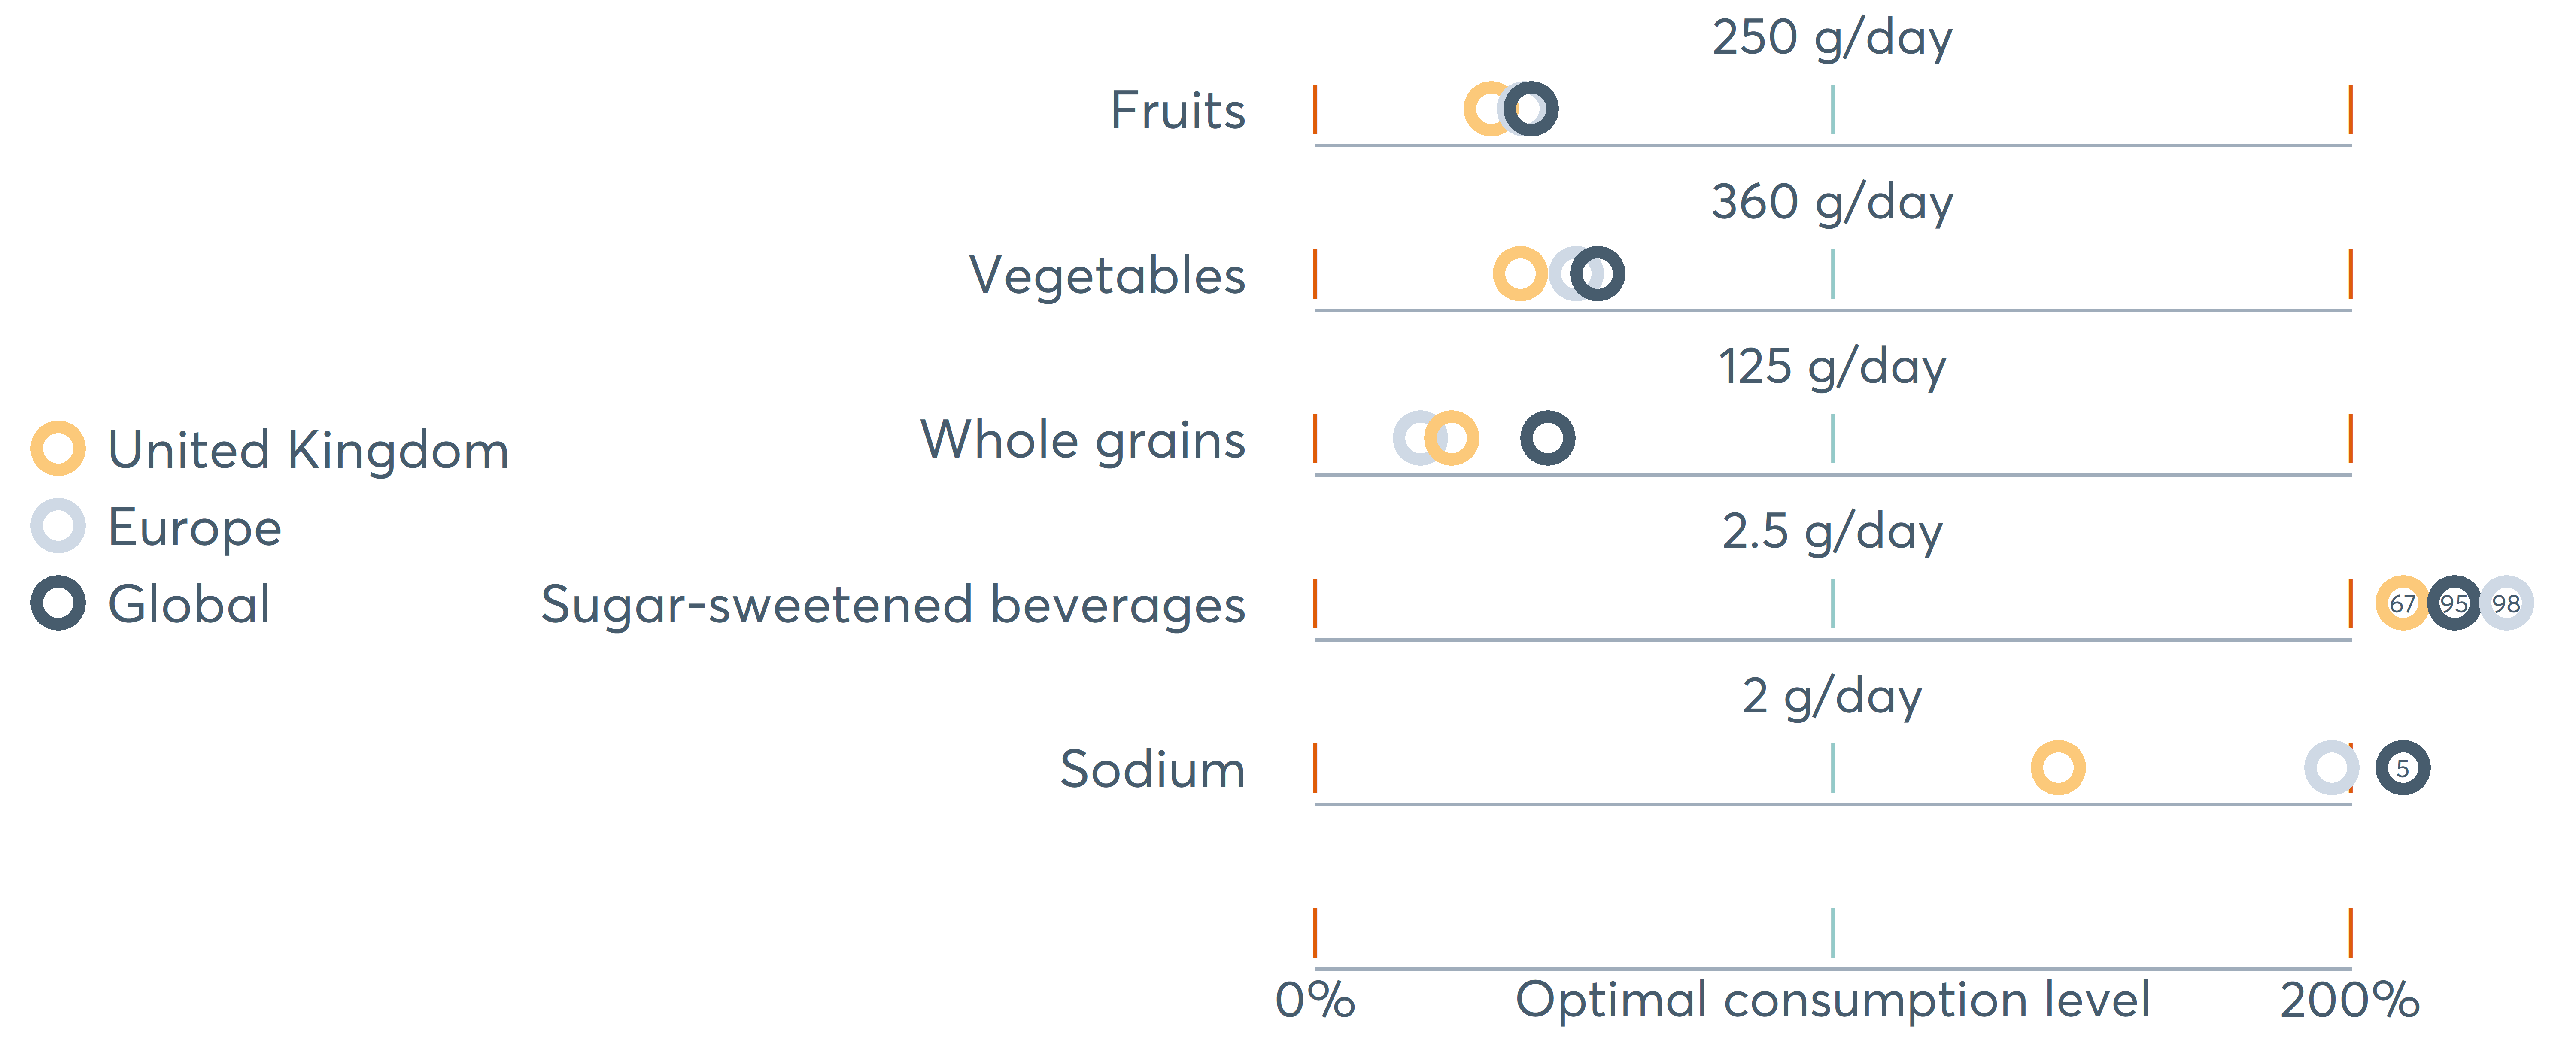 250 g/day
Fruits
360 g/day
Vegetables
125 g/day
Whole grains
2.5 g/day
Sugar-sweetened beverages
67 95 98
2 g/day
Sodium
5
United Kingdom
Europe
Global
0% Optimal consumption level 200%